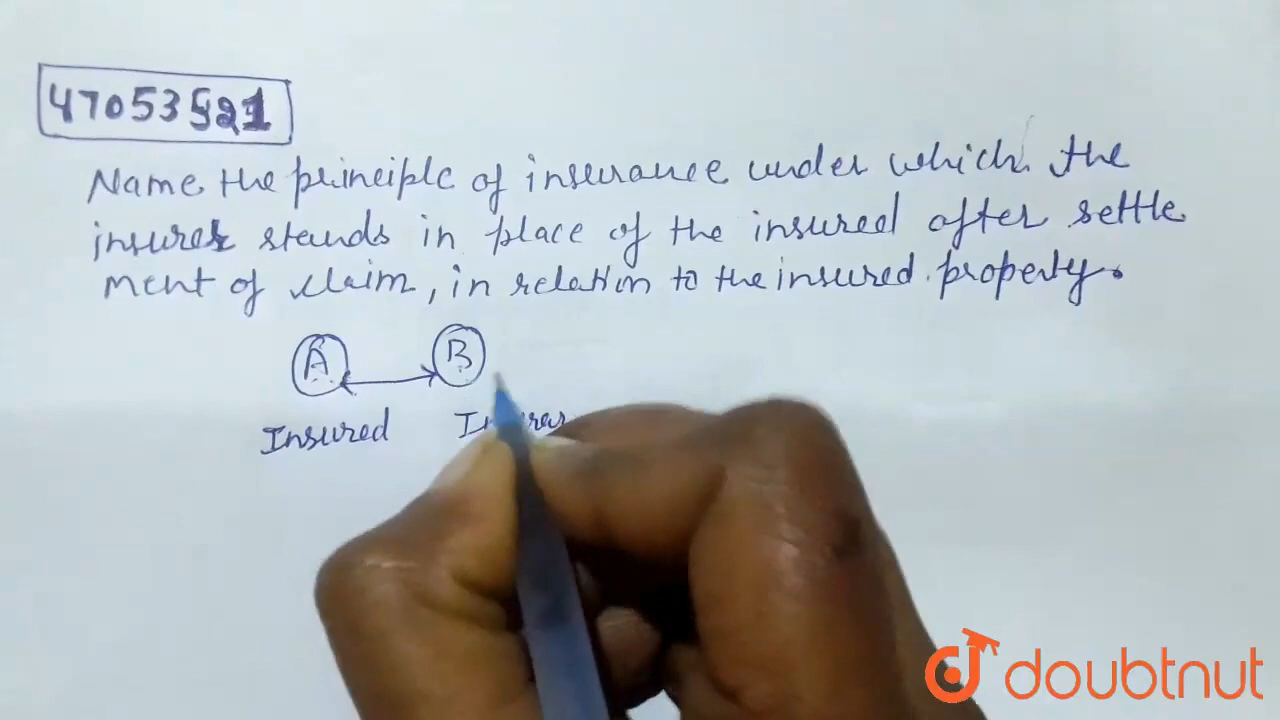 4705321
Name the principle of insurance under which the
insurer stands in place of the insured after settle
ment of claim, in relation to the insured property.
A B
Insured
doubtnut